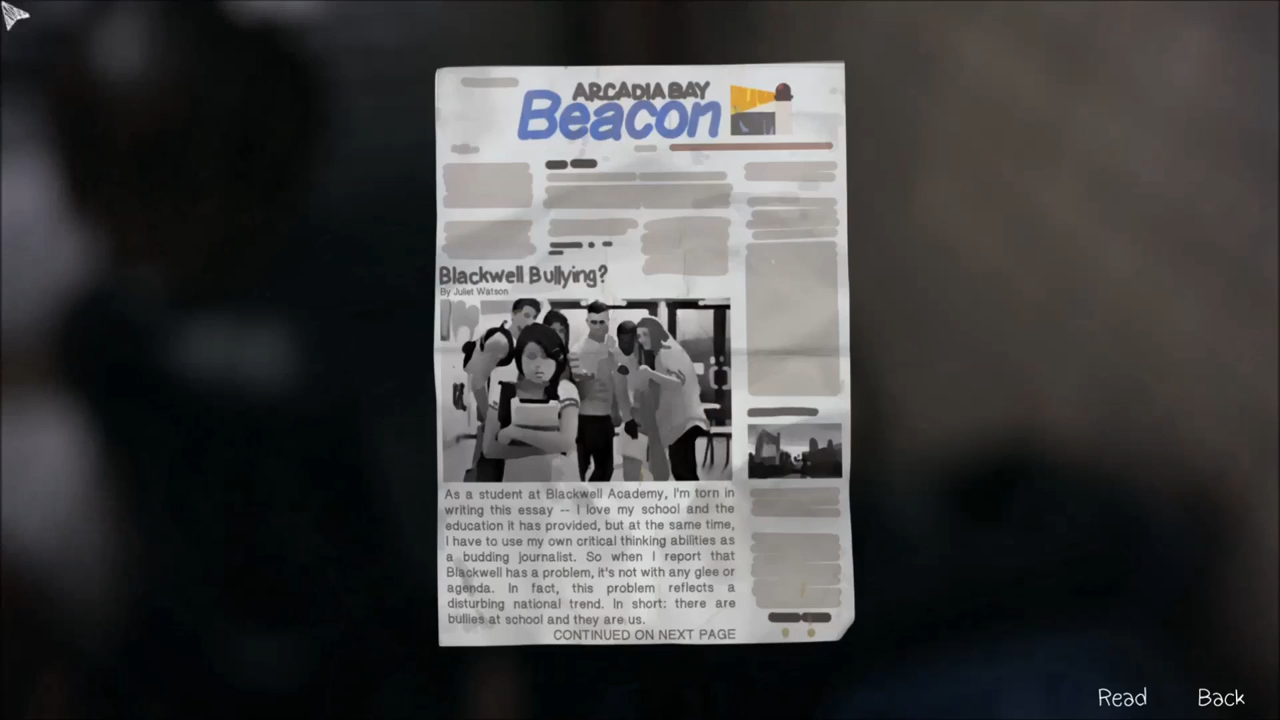 ARCADIA BAY
Beacon
Blackwell Bullying?
By Juliet Watson
As a student at Blackwell Academy, I'm torn in
writing this essay -- I love my school and the
education it has provided, but at the same time,
I have to use my own critical thinking abilities as
a budding journalist. So when I report that
Blackwell has a problem, it's not with any glee or
agenda. In fact, this problem reflects a
disturbing national trend. In short: there are
bullies at school and they are us.
CONTINUED ON NEXT PAGE
Read
Back